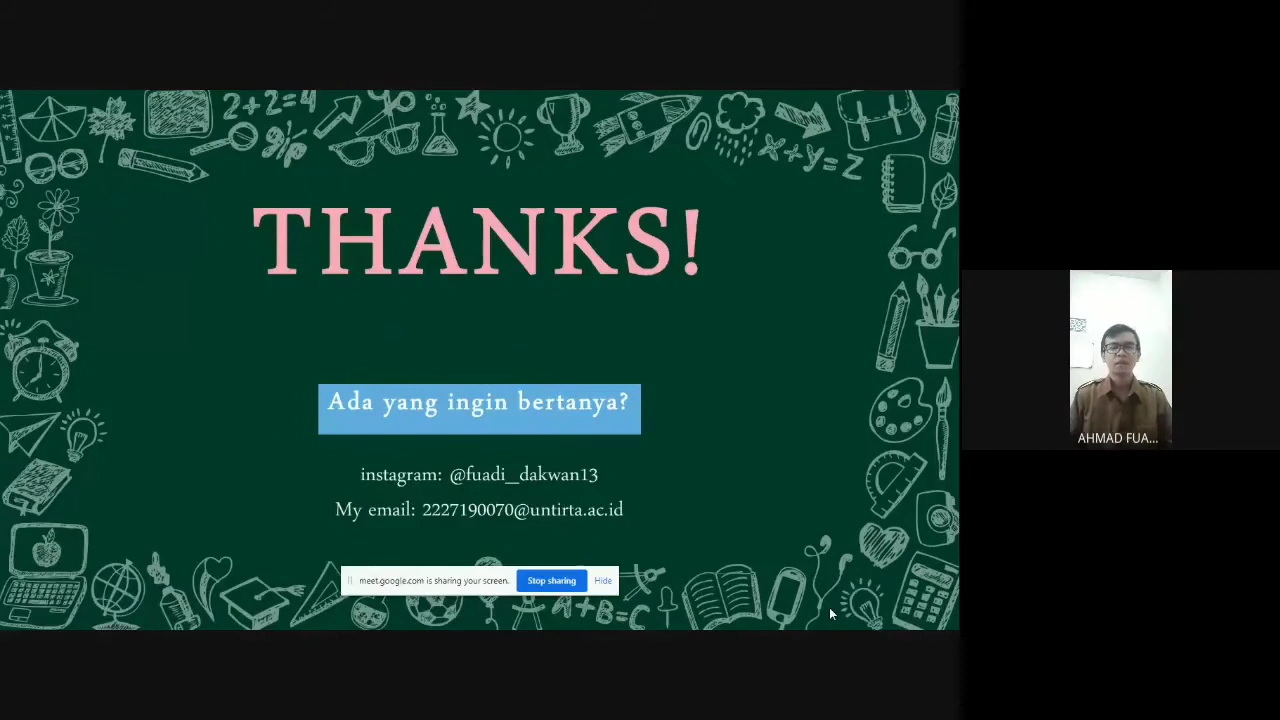 2+2=4
x+y=z
THANKS!
Ada yang ingin bertanya?
instagram: @fuadi_dakwan13
My email: 2227190070@untirta.ac.id
meet.google.com is sharing your screen.
Stop sharing
Hide
A+B=C
AHMAD FUA...